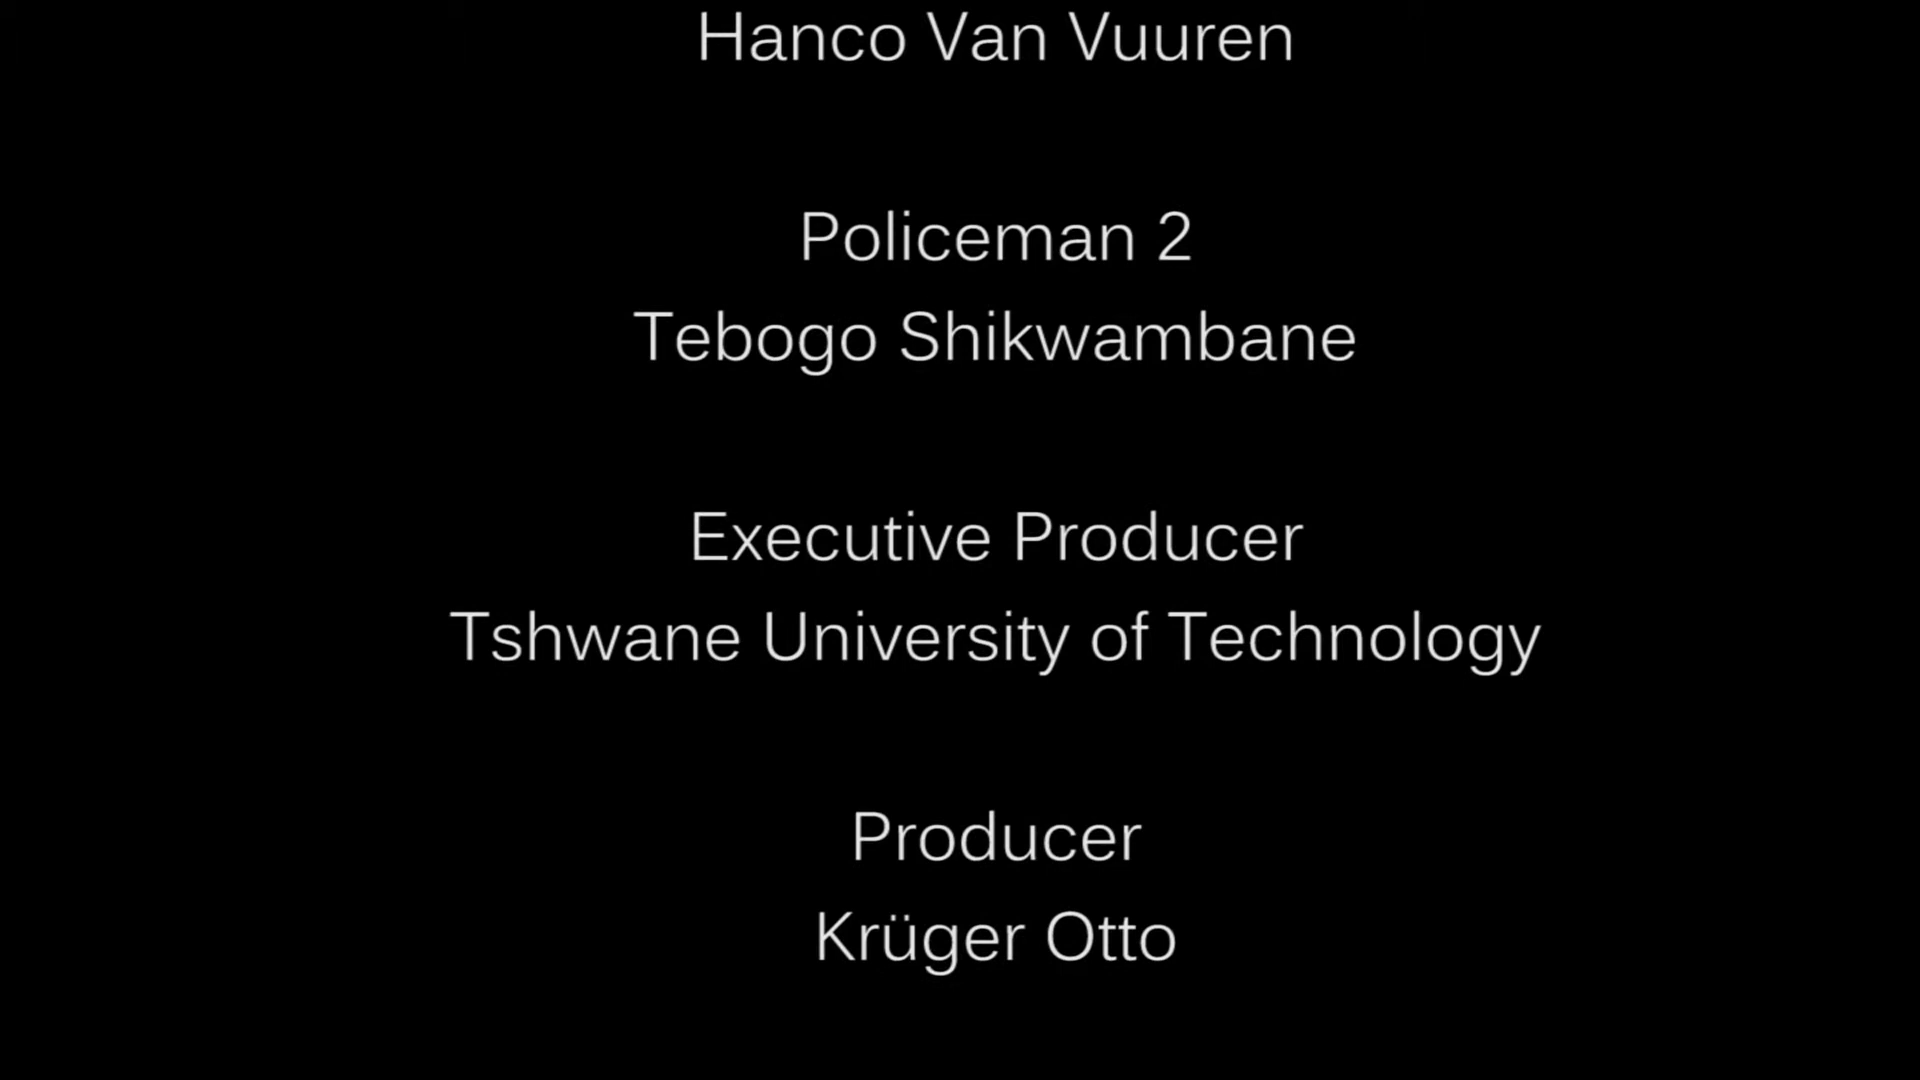 Hanco Van Vuuren
Policeman 2
Tebogo Shikwambane
Executive Producer
Tshwane University of Technology
Producer
Krüger Otto